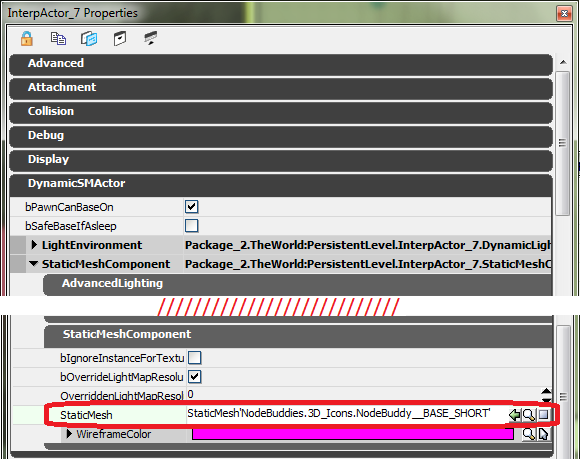 InterpActor_7 Properties
Advanced
Attachment
Collision
Debug
Display
DynamicSMActor
bPawnCanBaseOn
bSafeBaseIfAsleep
LightEnvironment Package_2.TheWorld:PersistentLevel.InterpActor_7.DynamicLigh
StaticMeshComponent Package_2.TheWorld:PersistentLevel.InterpActor_7.StaticMeshC
AdvancedLighting
StaticMeshComponent
bIgnoreInstanceForTextu
bOverrideLightMapResolu
OverriddenLightMapResol 0
StaticMesh StaticMesh'NodeBuddies.3D_Icons.NodeBuddy__BASE_SHORT'
WireframeColor